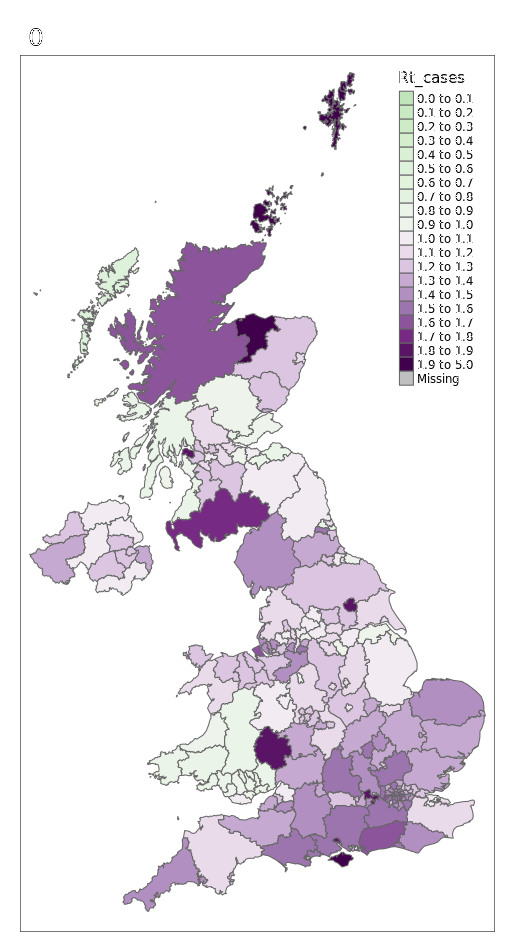 0
Rt_cases
0.0 to 0.1
0.1 to 0.2
0.2 to 0.3
0.3 to 0.4
0.4 to 0.5
0.5 to 0.6
0.6 to 0.7
0.7 to 0.8
0.8 to 0.9
0.9 to 1.0
1.0 to 1.1
1.1 to 1.2
1.2 to 1.3
1.3 to 1.4
1.4 to 1.5
1.5 to 1.6
1.6 to 1.7
1.7 to 1.8
1.8 to 1.9
1.9 to 5.0
Missing